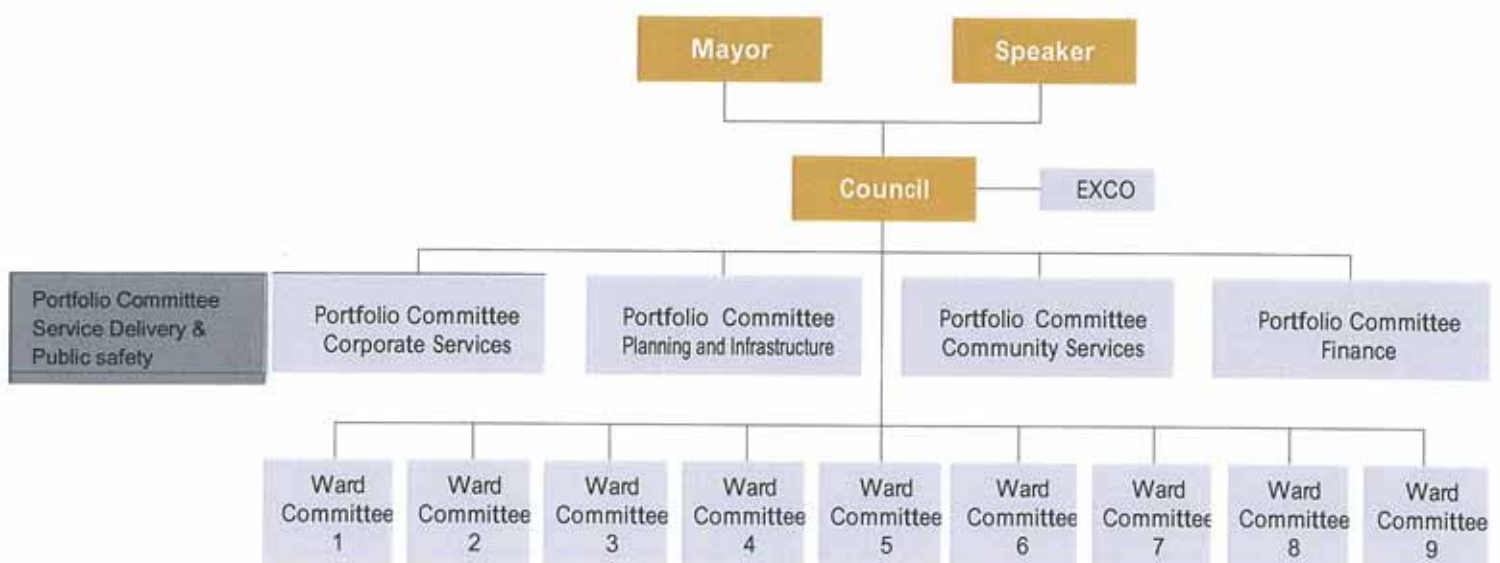 Mayor
Speaker
Council
EXCO
Portfolio Committee
Service Delivery &
Public safety
Portfolio Committee
Corporate Services
Portfolio Committee
Planning and Infrastructure
Portfolio Committee
Community Services
Portfolio Committee
Finance
Ward
Committee
1
Ward
Committee
2
Ward
Committee
3
Ward
Committee
4
Ward
Committee
5
Ward
Committee
6
Ward
Committee
7
Ward
Committee
8
Ward
Committee
9